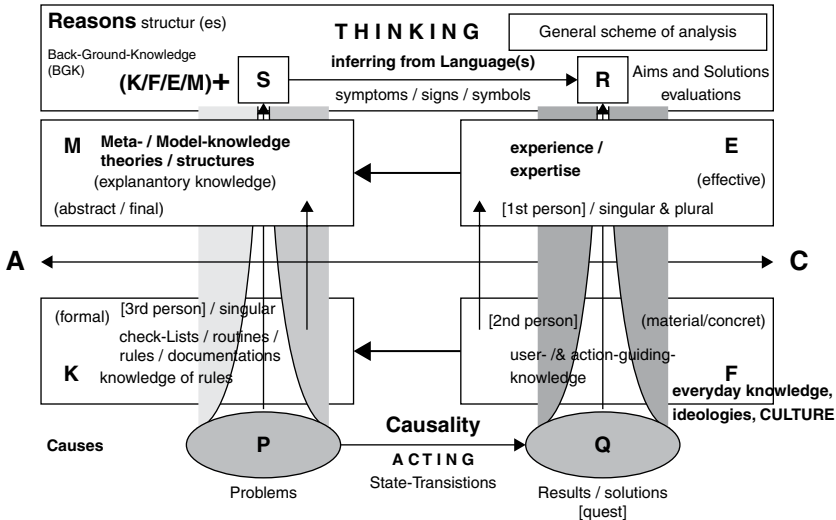 Reasons structur (es)
THINKING
General scheme of analysis
Back-Ground-Knowledge
(BGK)
(K/F/E/M)+
S
inferring from Language(s)
symptoms / signs / symbols
R
Aims and Solutions
evaluations
M
Meta- / Model-knowledge
theories / structures
(explanantory knowledge)
(abstract / final)
experience /
expertise
E
(effective)
[1st person] / singular & plural
A
C
(formal)
[3rd person] / singular
check-Lists / routines /
rules / documentations
K
knowledge of rules
[2nd person]
(material/concret)
user- /& action-guiding-
knowledge
F
everyday knowledge,
ideologies, CULTURE
Causes
P
Causality
ACTING
State-Transistions
Q
Problems
Results / solutions
[quest]